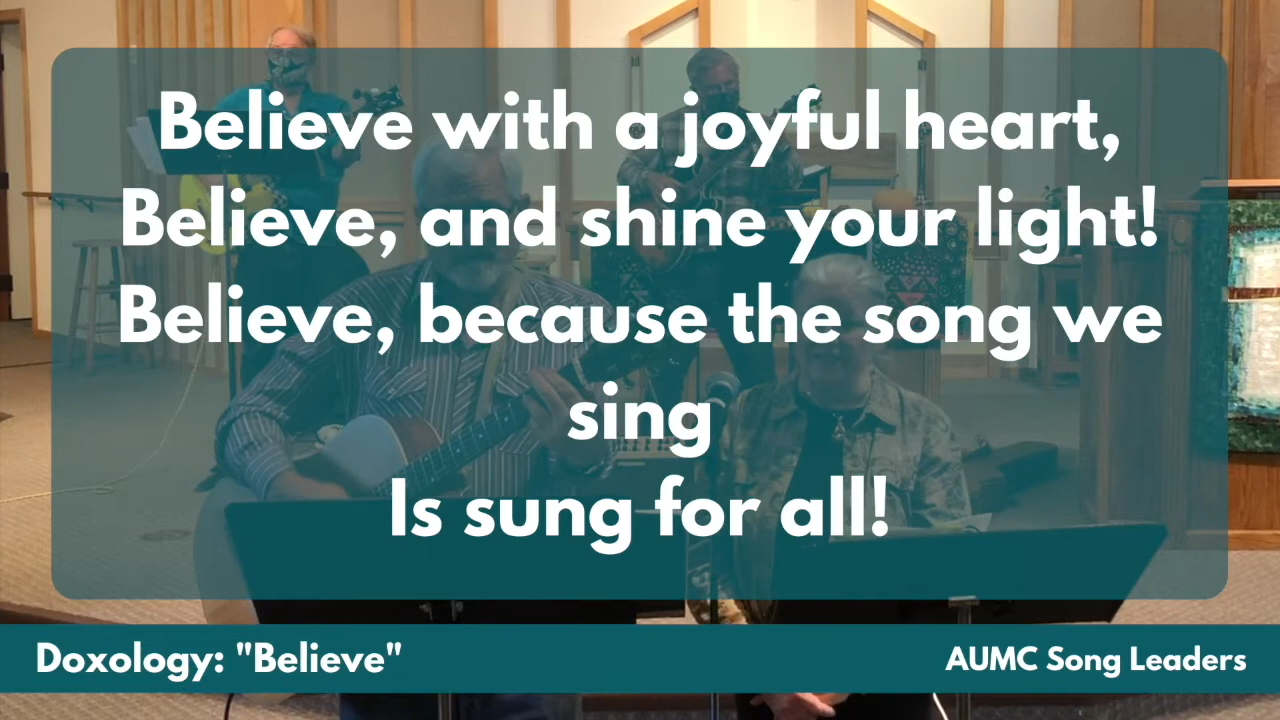 Believe with a joyful heart,
Believe, and shine your light!
Believe, because the song we
sing
Is sung for all!
Doxology: "Believe"
AUMC Song Leaders